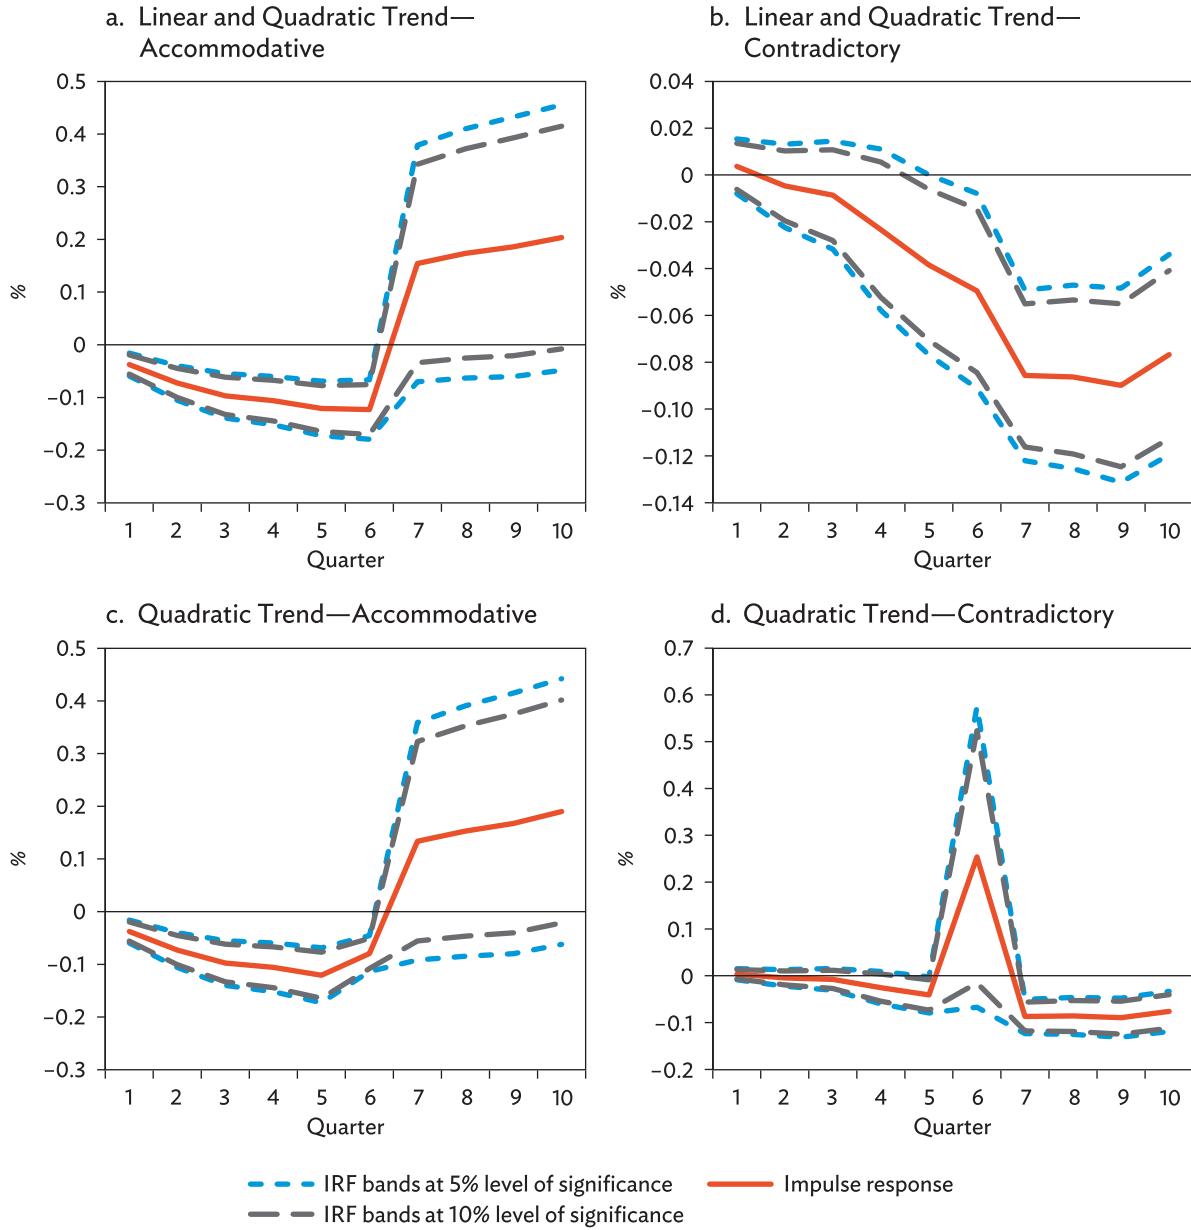 a. Linear and Quadratic Trend—
Accommodative
0.5
0.4
0.3
0.2
0.1
0
–0.1
–0.2
–0.3
%
1 2 3 4 5 6 7 8 9 10
Quarter
b. Linear and Quadratic Trend—
Contradictory
0.04
0.02
0
–0.02
–0.04
–0.06
–0.08
–0.10
–0.12
–0.14
%
1 2 3 4 5 6 7 8 9 10
Quarter
c. Quadratic Trend—Accommodative
0.5
0.4
0.3
0.2
0.1
0
–0.1
–0.2
–0.3
%
1 2 3 4 5 6 7 8 9 10
Quarter
d. Quadratic Trend—Contradictory
0.7
0.6
0.5
0.4
0.3
0.2
0.1
0
–0.1
–0.2
%
1 2 3 4 5 6 7 8 9 10
Quarter
IRF bands at 5% level of significance
Impulse response
IRF bands at 10% level of significance